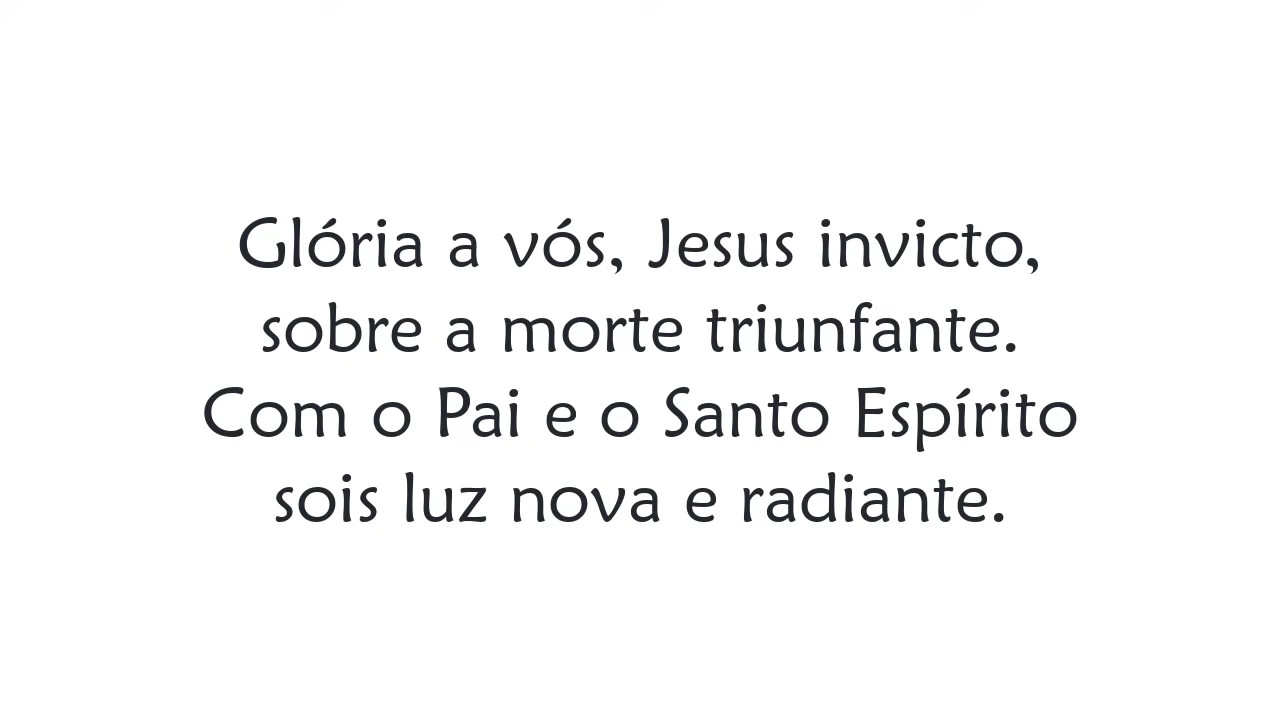 Glória a vós, Jesus invicto,
sobre a morte triunfante.
Com o Pai e o Santo Espírito
sois luz nova e radiante.